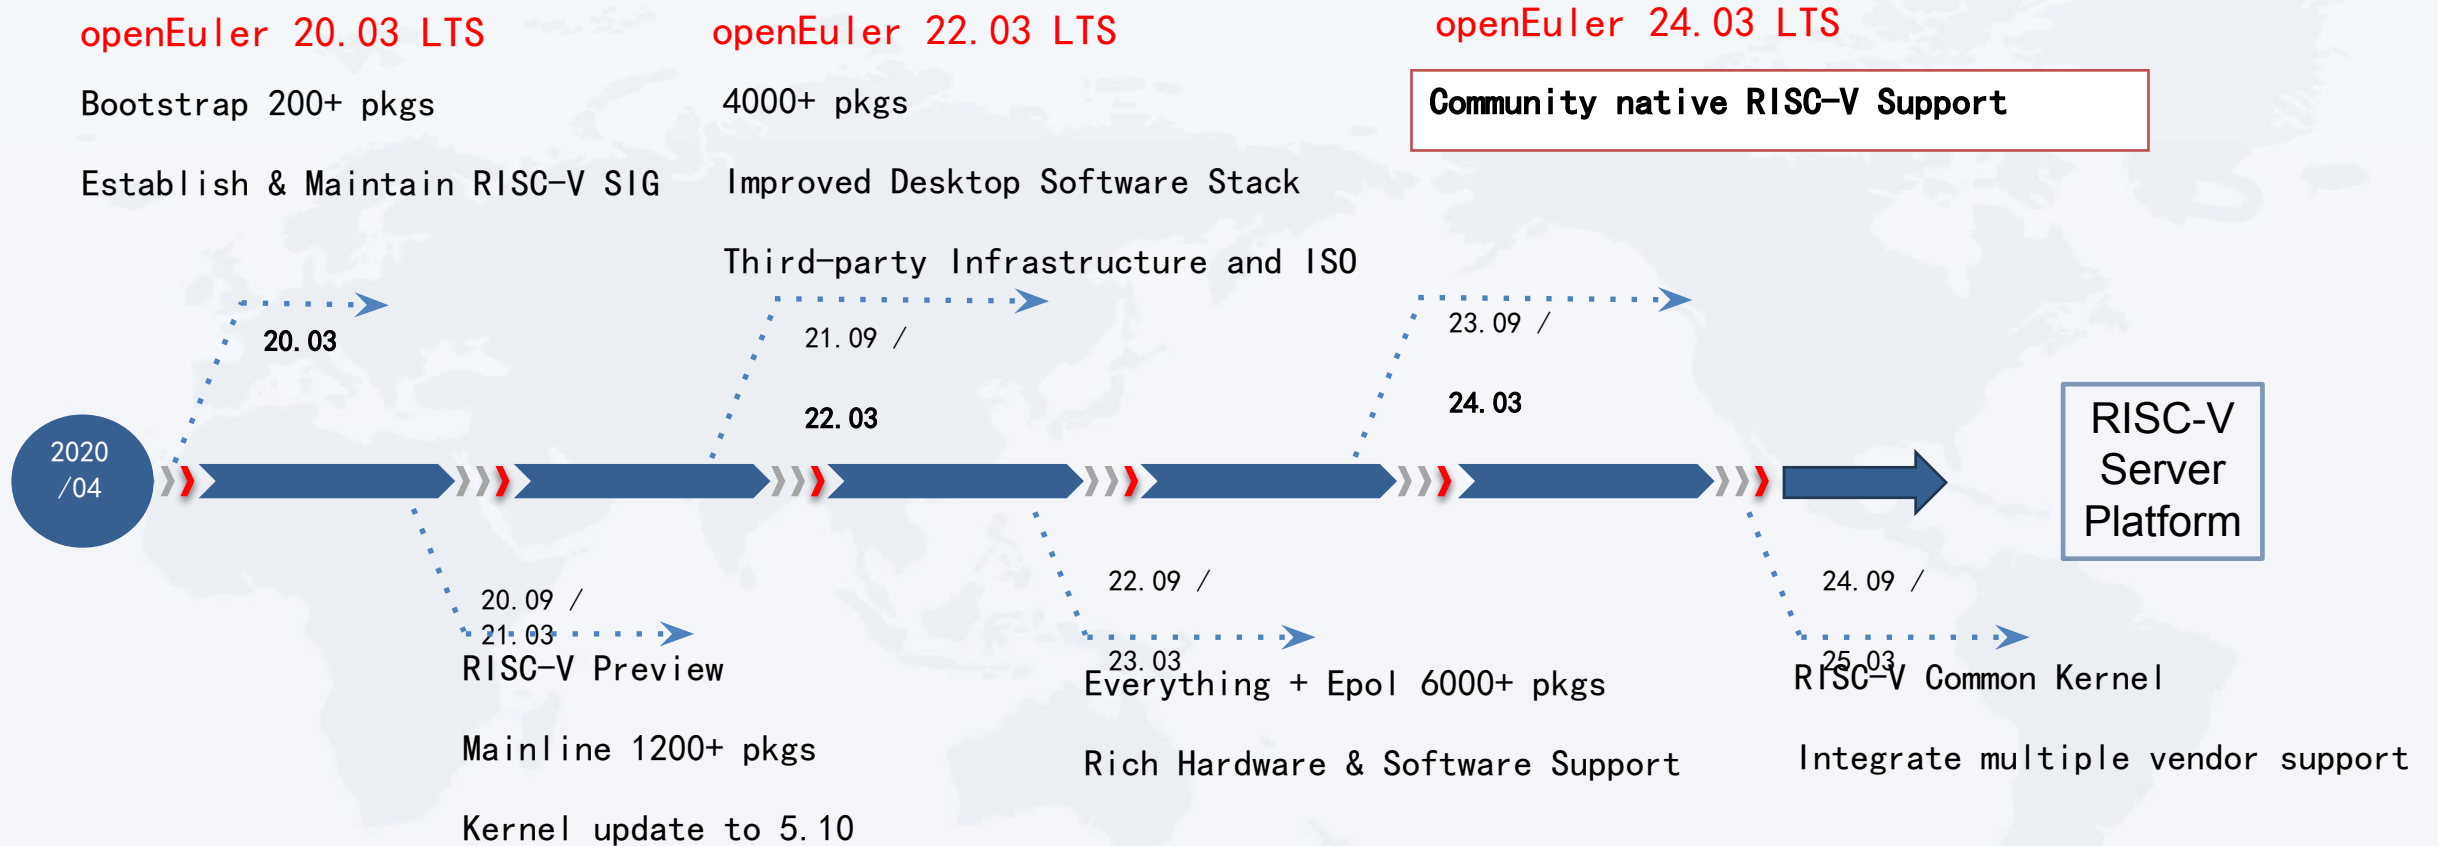 openEuler 20.03 LTS
Bootstrap 200+ pkgs
Establish & Maintain RISC-V SIG
openEuler 22.03 LTS
4000+ pkgs
Improved Desktop Software Stack
Third-party Infrastructure and ISO
openEuler 24.03 LTS
Community native RISC-V Support
20.03
21.09 /
22.03
23.09 /
24.03
2020
/04
RISC-V
Server
Platform
20.09 /
21.03
RISC-V Preview
Mainline 1200+ pkgs
Kernel update to 5.10
22.09 /
23.03
Everything + Epol 6000+ pkgs
Rich Hardware & Software Support
24.09 /
25.03
RISC-V Common Kernel
Integrate multiple vendor support